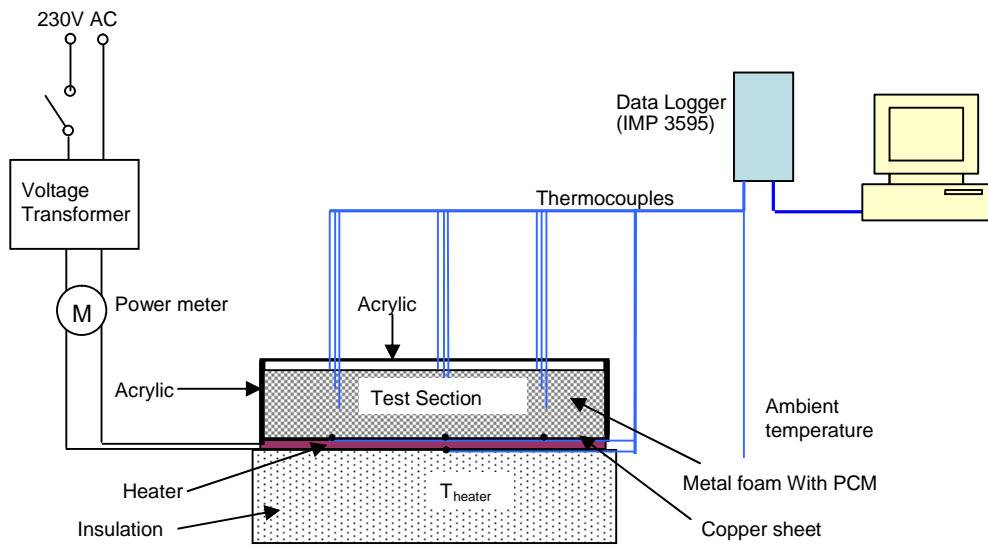 230V AC
Data Logger
(IMP 3595)
Voltage
Transformer
Thermocouples
M
Power meter
Acrylic
Acrylic
Test Section
Ambient
temperature
Heater
Theater
Metal foam With PCM
Insulation
Copper sheet